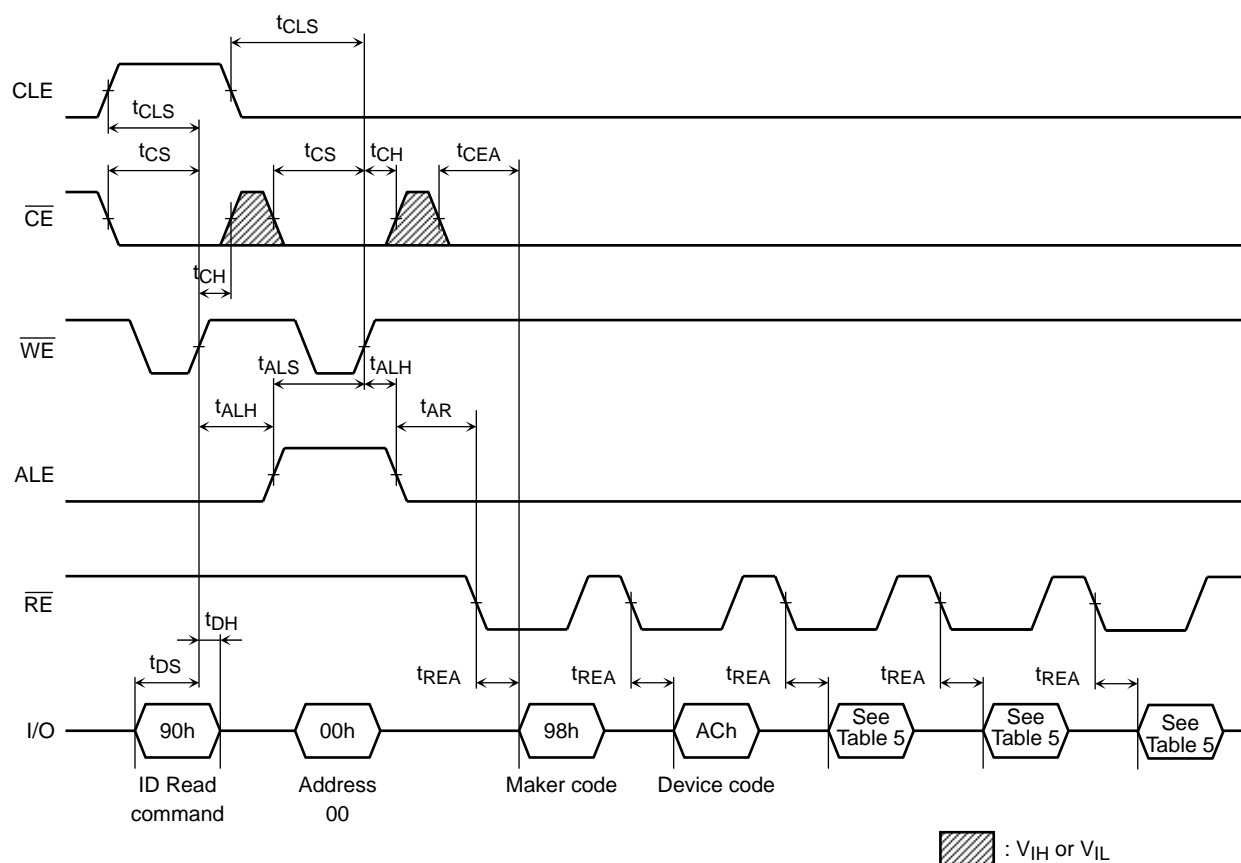 tCLS
CLE
tCLS
tCS tCS tCH tCEA
CE
tCH
WE
tALS tALH
tALH tAR
ALE
RE
tDH
tDS tREA tREA tREA tREA tREA
I/O 90h 00h 98h ACh See Table 5 See Table 5 See Table 5
ID Read Address Maker code Device code
command 00
: VIH or VIL